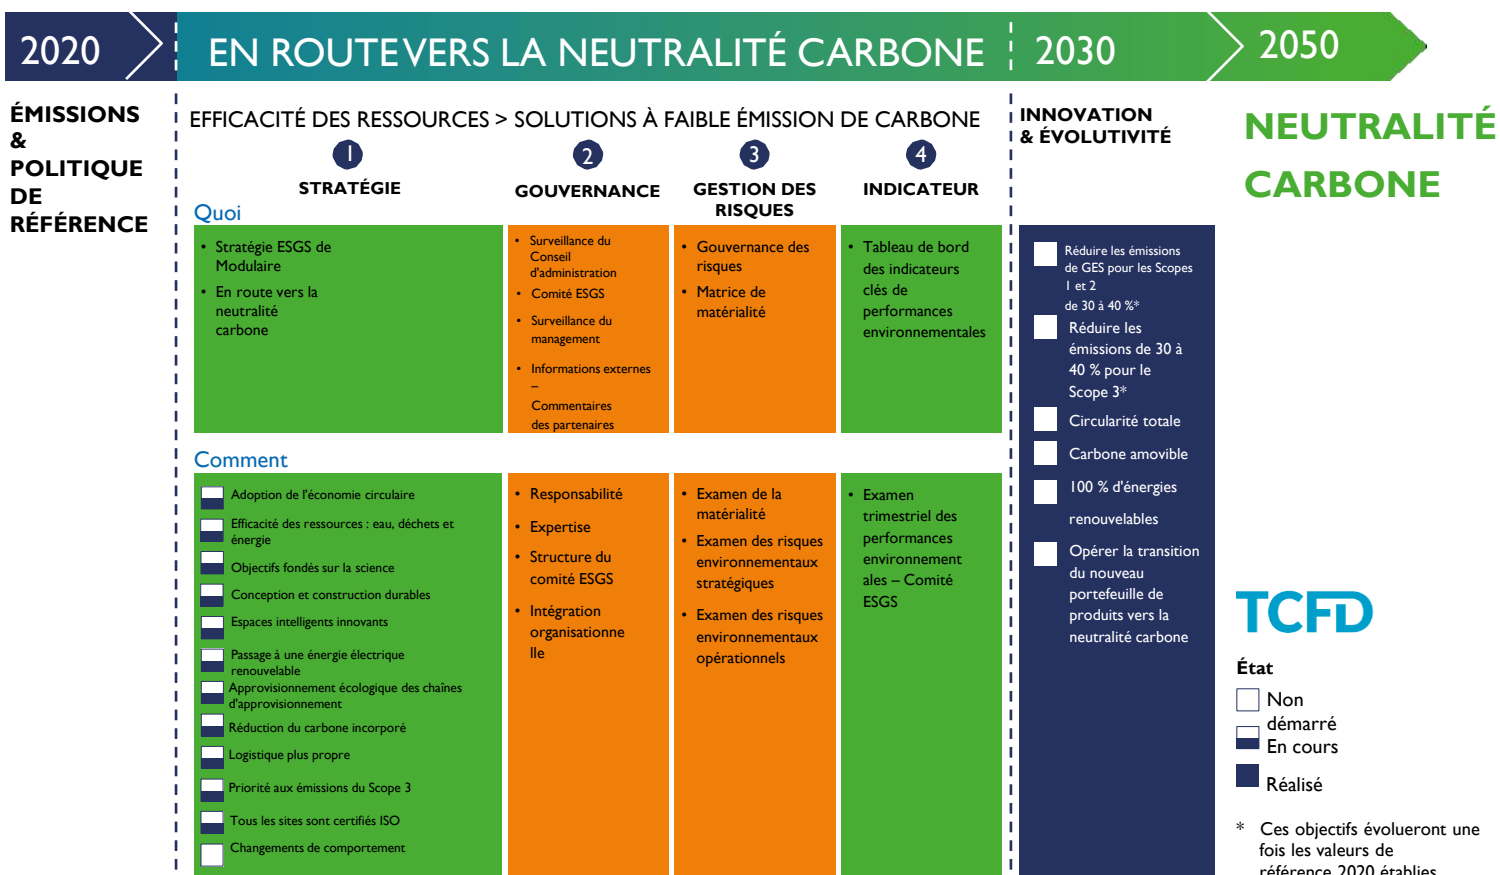 2020
EN ROUTE VERS LA NEUTRALITÉ CARBONE
2030
2050
ÉMISSIONS
&
POLITIQUE
DE
RÉFÉRENCE
EFFICACITÉ DES RESSOURCES > SOLUTIONS À FAIBLE ÉMISSION DE CARBONE
1
STRATÉGIE
2
GOUVERNANCE
3
GESTION DES
RISQUES
4
INDICATEUR
INNOVATION
& ÉVOLUTIVITÉ
NEUTRALITÉ
CARBONE
Quoi
• Stratégie ESGS de
Modulaire
• En route vers la
neutralité
carbone
• Surveillance du
Conseil
d'administration
• Comité ESGS
• Surveillance du
management
• Informations externes
–
Commentaires
des partenaires
• Gouvernance des
risques
• Matrice de
matérialité
• Tableau de bord
des indicateurs
clés de
performances
environnementales
Comment
Adoption de l'économie circulaire
Efficacité des ressources : eau, déchets et
énergie
Objectifs fondés sur la science
Conception et construction durables
Espaces intelligents innovants
Passage à une énergie électrique
renouvelable
Approvisionnement écologique des chaînes
d'approvisionnement
Réduction du carbone incorporé
Logistique plus propre
Priorité aux émissions du Scope 3
Tous les sites sont certifiés ISO
Changements de comportement
• Responsabilité
• Expertise
• Structure du
comité ESGS
• Intégration
organisationne
lle
• Examen de la
matérialité
• Examen des risques
environnementaux
stratégiques
• Examen des risques
environnementaux
opérationnels
• Examen
trimestriel des
performances
environnement
ales – Comité
ESGS
Réduire les émissions
de GES pour les Scopes
1 et 2
de 30 à 40 %*
Réduire les
émissions de 30 à
40 % pour le
Scope 3*
Circularité totale
Carbone amovible
100 % d'énergies
renouvelables
Opérer la transition
du nouveau
portefeuille de
produits vers la
neutralité carbone
TCFD
État
Non
démarré
En cours
Réalisé
* Ces objectifs évolueront une
fois les valeurs de
référence 2020 établies